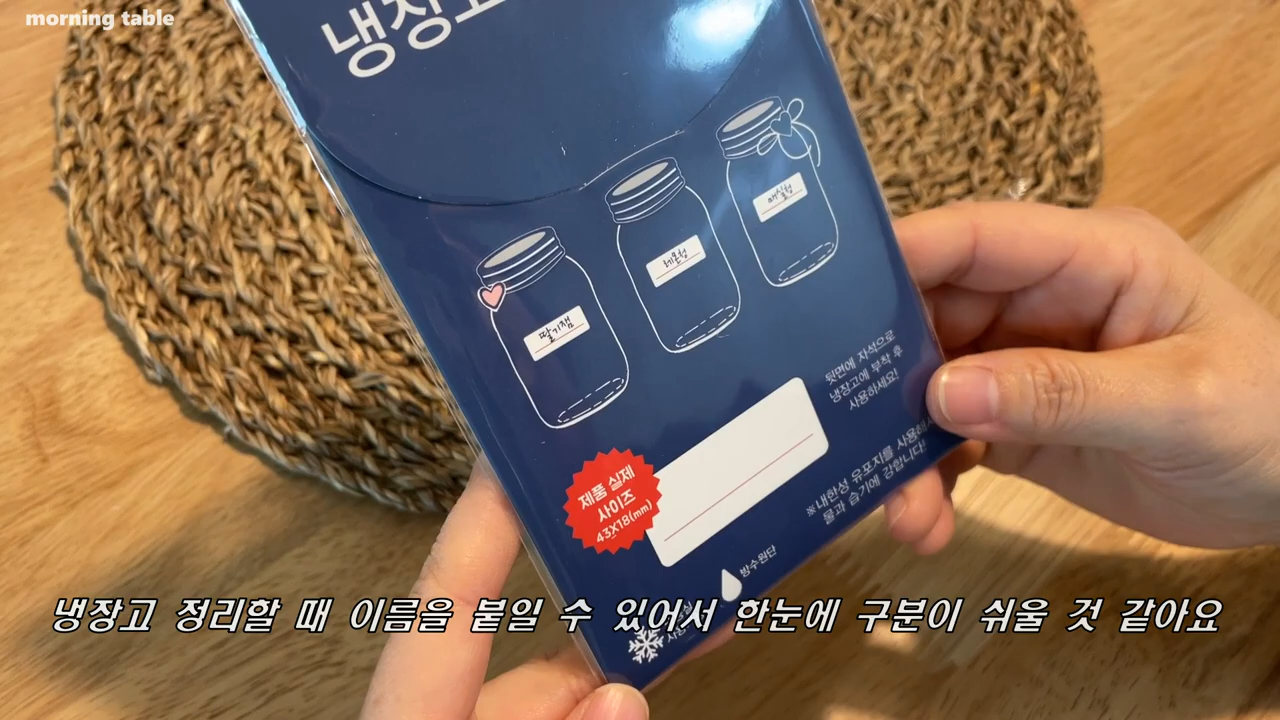 morning table
냉장고
딸기잼
레몬청
매실청
뒷면에 자석으로
냉장고에 부착 후
사용하세요!
제품 실제
사이즈
43X18(mm)
※내한성 유포지를 사용해서
물과 습기에 강합니다!
방수원단
냉장고 정리할 때 이름을 붙일 수 있어서 한눈에 구분이 쉬울 것 같아요